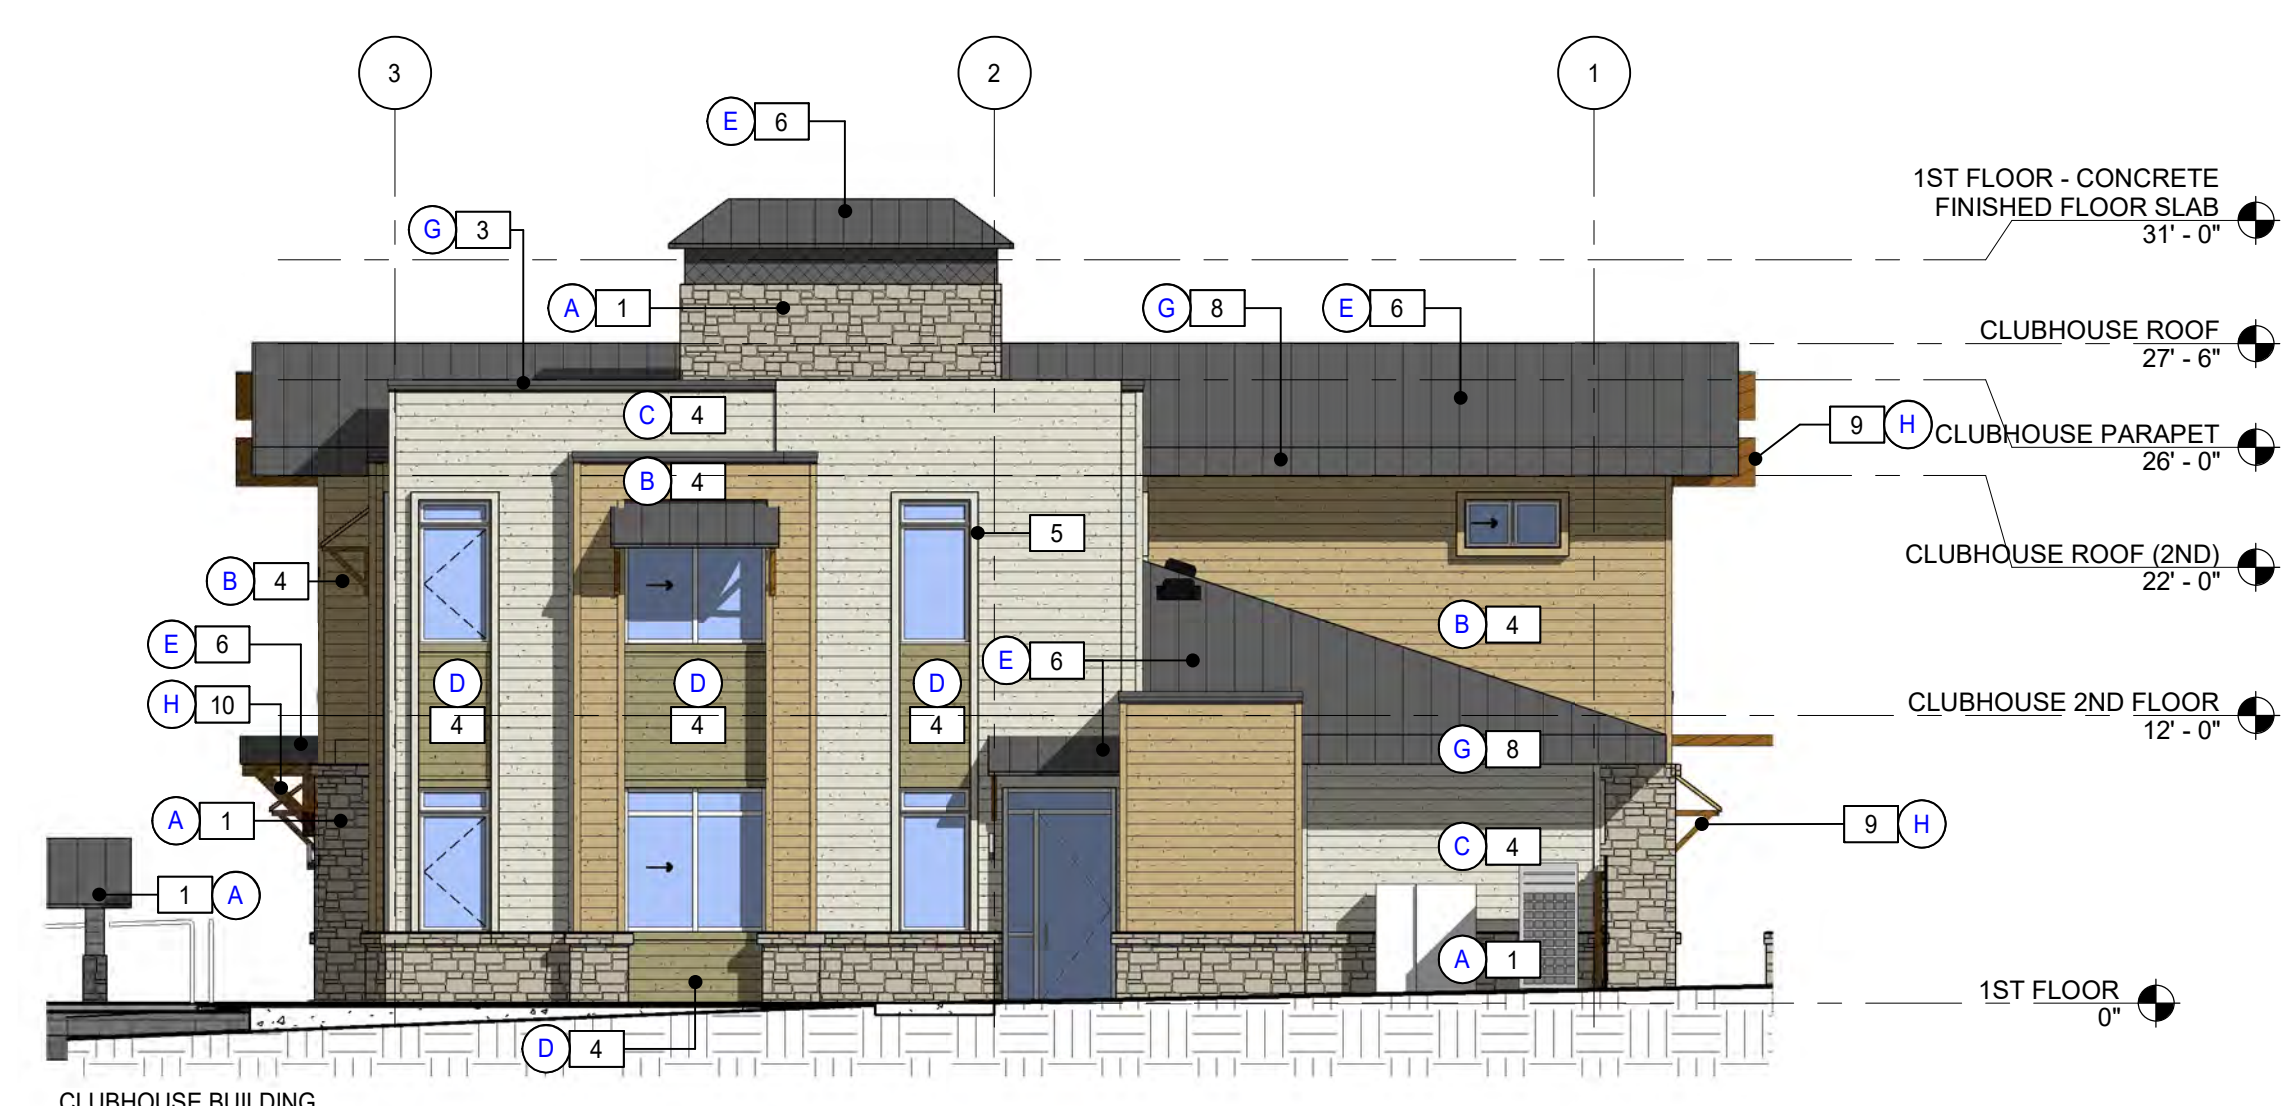 3
2
1
E 6
1ST FLOOR - CONCRETE
FINISHED FLOOR SLAB
31' - 0"
G 3
A 1
G 8
E 6
CLUBHOUSE ROOF
27' - 6"
C 4
9 H
CLUBHOUSE PARAPET
26' - 0"
B 4
5
CLUBHOUSE ROOF (2ND)
22' - 0"
B 4
B 4
E 6
E 6
D
4
D
4
D
4
H 10
CLUBHOUSE 2ND FLOOR
12' - 0"
G 8
A 1
9 H
C 4
1 A
A 1
1ST FLOOR
0"
D 4
CLUBHOUSE BUILDING